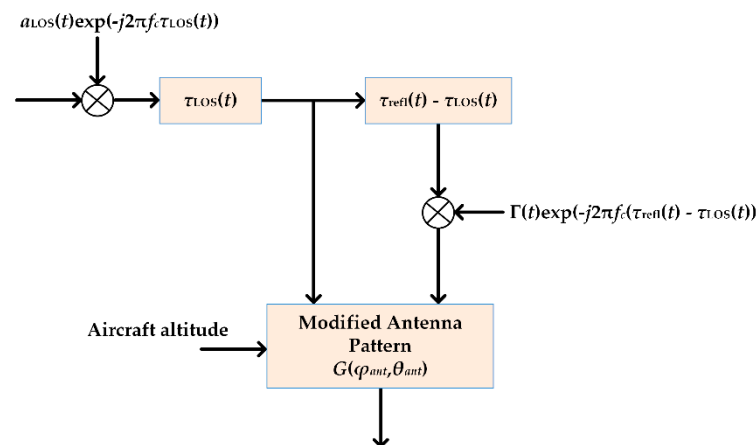 aLOS(t)exp(-j2πfcτLOS(t))
τLOS(t)
τrefl(t) - τLOS(t)
Γ(t)exp(-j2πfc(τrefl(t) - τLOS(t))
Aircraft altitude
Modified Antenna
Pattern
G(φant,θant)